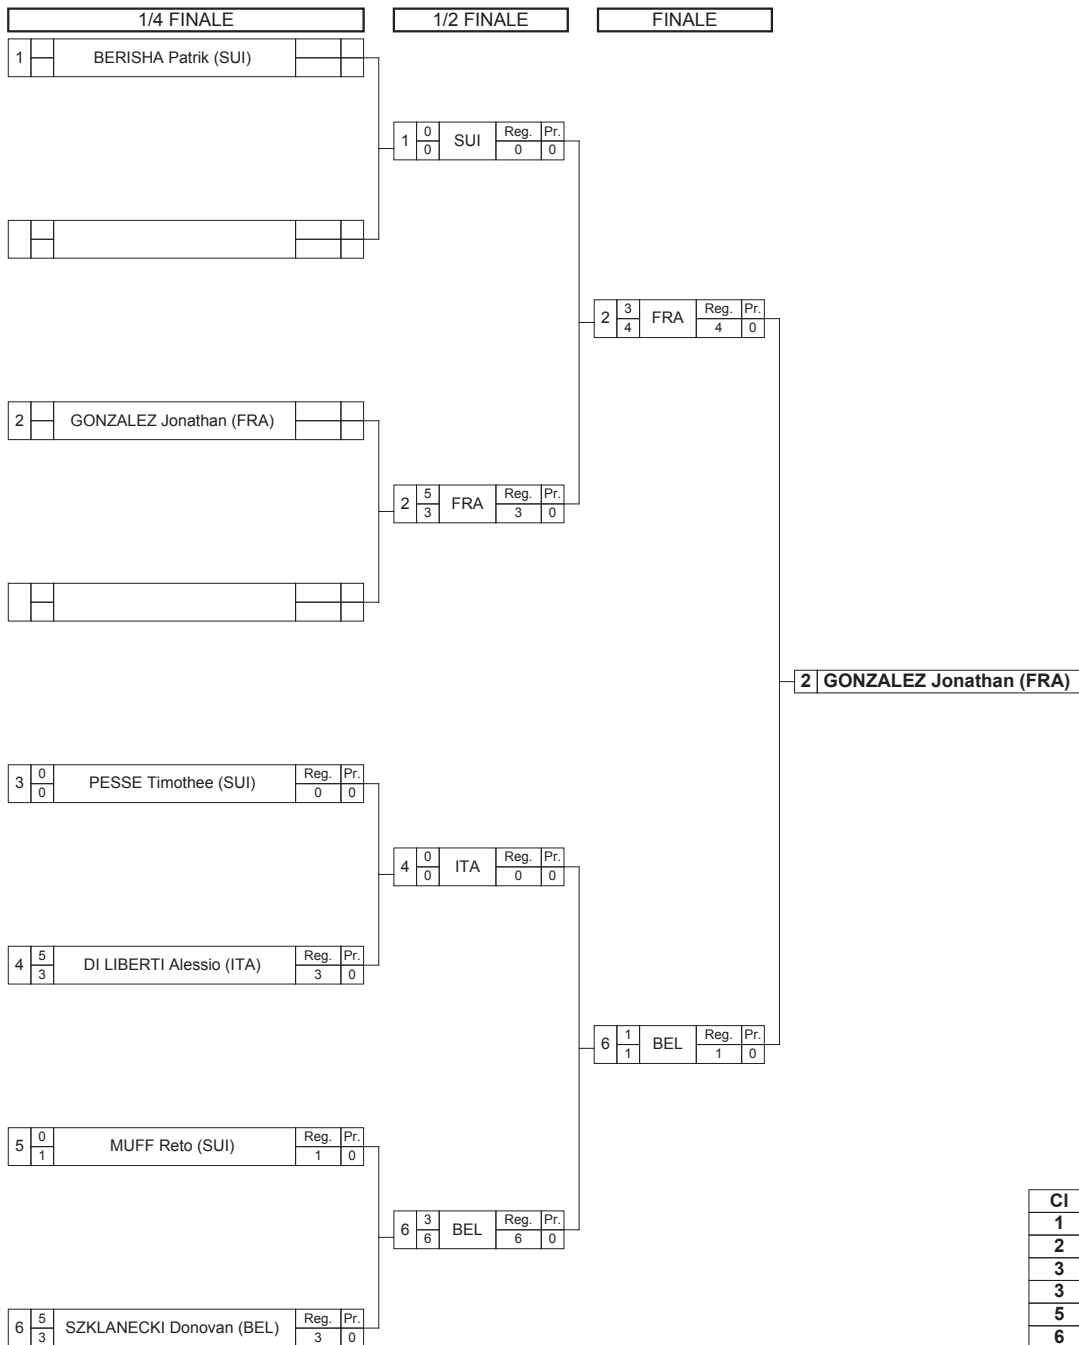 1/4 FINALE 1/2 FINALE FINALE
1 BERISHA Patrik (SUI)
1 0 SUI Reg. Pr.
0 0 0
2 3 FRA Reg. Pr.
4 4 0
2 GONZALEZ Jonathan (FRA)
2 5 FRA Reg. Pr.
3 3 0
2 GONZALEZ Jonathan (FRA)
3 0 PESSE Timothee (SUI) Reg. Pr.
0 0 0
4 0 ITA Reg. Pr.
0 0 0
4 5 DI LIBERTI Alessio (ITA) Reg. Pr.
3 3 0
6 1 BEL Reg. Pr.
1 1 0
5 0 MUFF Reto (SUI) Reg. Pr.
1 1 0
6 3 BEL Reg. Pr.
6 6 0
6 5 SZKLANECKI Donovan (BEL) Reg. Pr.
3 3 0
Cl
1
2
3
3
5
6